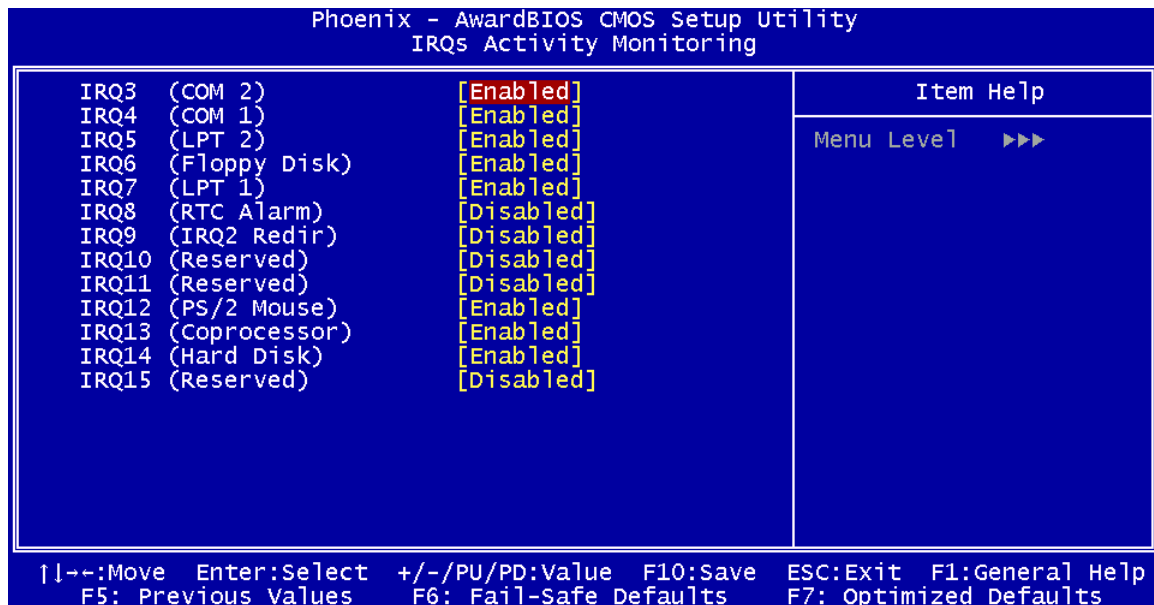 Phoenix - AwardBIOS CMOS Setup Utility
IRQs Activity Monitoring
IRQ3 (COM 2) [Enabled]
IRQ4 (COM 1) [Enabled]
IRQ5 (LPT 2) [Enabled]
IRQ6 (Floppy Disk) [Enabled]
IRQ7 (LPT 1) [Enabled]
IRQ8 (RTC Alarm) [Disabled]
IRQ9 (IRQ2 Redir) [Disabled]
IRQ10 (Reserved) [Disabled]
IRQ11 (Reserved) [Disabled]
IRQ12 (PS/2 Mouse) [Enabled]
IRQ13 (Coprocessor) [Enabled]
IRQ14 (Hard Disk) [Enabled]
IRQ15 (Reserved) [Disabled]
Item Help
Menu Level ▶▶▶
↑↓→←:Move Enter:Select +/-/PU/PD:Value F10:Save ESC:Exit F1:General Help
F5: Previous Values F6: Fail-Safe Defaults F7: Optimized Defaults